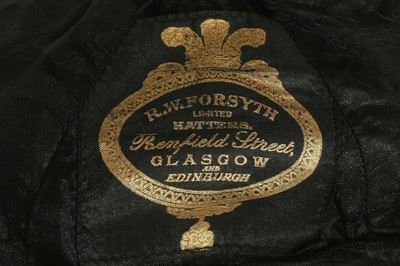 R.W. FORSYTH
LIMITED
HATTERS,
Renfield Street,
GLASGOW
AND
EDINBURGH